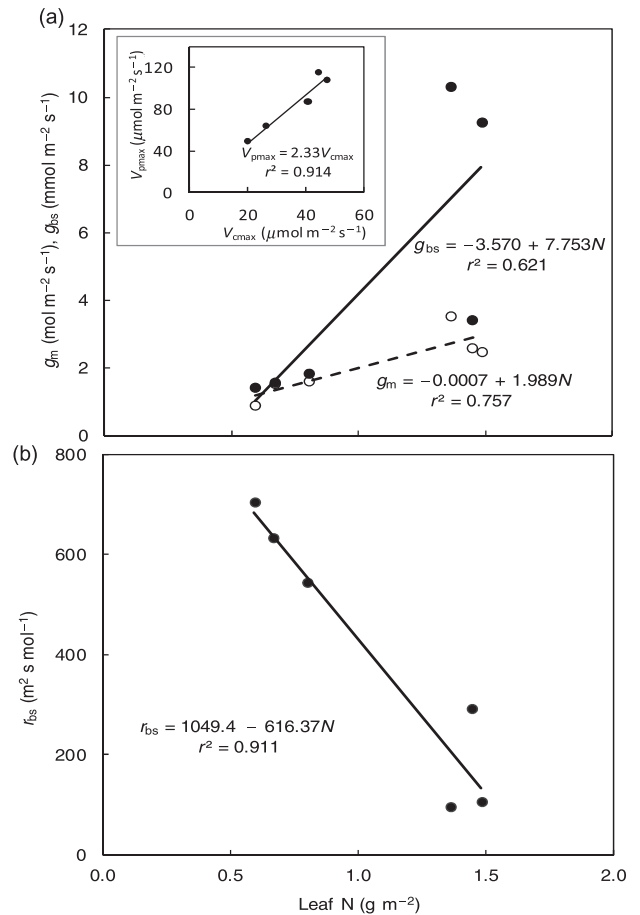 (a)
12
10
8
6
4
2
0
gm (mol m−2 s−1), gbs (mmol m−2 s−1)
120
80
40
0
Vpmax (μmol m−2 s−1)
Vpmax = 2.33Vcmax
r² = 0.914
0 20 40 60
Vcmax (μmol m−2 s−1)
gbs = −3.570 + 7.753N
r² = 0.621
gm = −0.0007 + 1.989N
r² = 0.757
(b)
800
600
400
200
0
rbs (m2 s mol−1)
rbs = 1049.4 − 616.37N
r² = 0.911
0.0 0.5 1.0 1.5 2.0
Leaf N (g m−2)